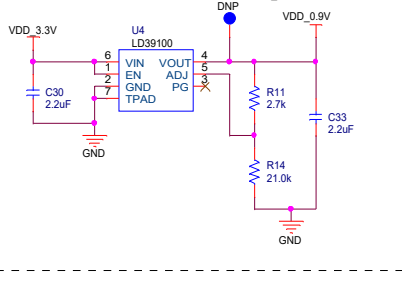 DNP
VDD_3.3V
U4
VDD_0.9V
LD39100
6 VIN VOUT 4
1 EN ADJ 5
2 GND PG 3
7 TPAD
C30
2.2uF
R11
2.7k
C33
2.2uF
GND
R14
21.0k
GND